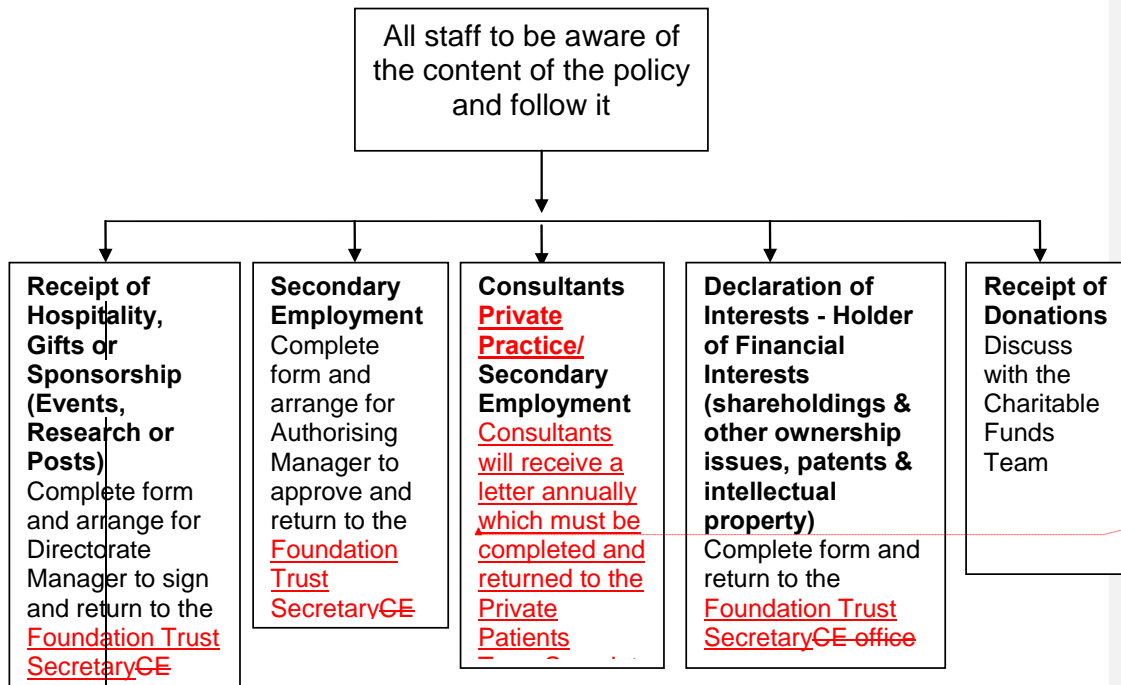 All staff to be aware of
the content of the policy
and follow it
Receipt of
Hospitality,
Gifts or
Sponsorship
(Events,
Research or
Posts)
Complete form
and arrange for
Directorate
Manager to sign
and return to the
Foundation Trust
SecretaryCE
Secondary
Employment
Complete
form and
arrange for
Authorising
Manager to
approve and
return to the
Foundation
Trust
SecretaryCE
Consultants
Private
Practice/
Secondary
Employment
Consultants
will receive a
letter annually
which must be
completed and
returned to the
Private
Patients
Declaration of
Interests - Holder
of Financial
Interests
(shareholdings &
other ownership
issues, patents &
intellectual
property)
Complete form and
return to the
Foundation Trust
SecretaryCE office
Receipt of
Donations
Discuss
with the
Charitable
Funds
Team